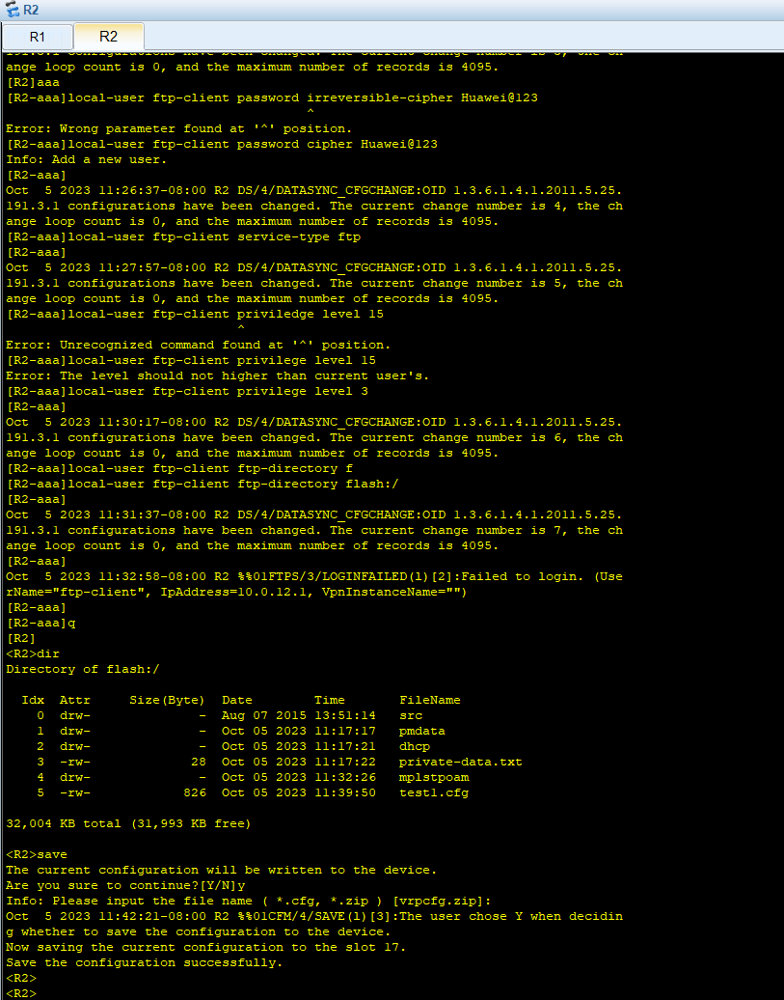 R2
R1
R2
ange loop count is 0, and the maximum number of records is 4095.
[R2]aaa
[R2-aaa]local-user ftp-client password irreversible-cipher Huawei@123
^
Error: Wrong parameter found at '^' position.
[R2-aaa]local-user ftp-client password cipher Huawei@123
Info: Add a new user.
[R2-aaa]
Oct  5 2023 11:26:37-08:00 R2 DS/4/DATASYNC_CFGCHANGE:OID 1.3.6.1.4.1.2011.5.25.
191.3.1 configurations have been changed. The current change number is 4, the ch
ange loop count is 0, and the maximum number of records is 4095.
[R2-aaa]local-user ftp-client service-type ftp
[R2-aaa]
Oct  5 2023 11:27:57-08:00 R2 DS/4/DATASYNC_CFGCHANGE:OID 1.3.6.1.4.1.2011.5.25.
191.3.1 configurations have been changed. The current change number is 5, the ch
ange loop count is 0, and the maximum number of records is 4095.
[R2-aaa]local-user ftp-client priviledge level 15
^
Error: Unrecognized command found at '^' position.
[R2-aaa]local-user ftp-client privilege level 15
Error: The level should not higher than current user's.
[R2-aaa]local-user ftp-client privilege level 3
[R2-aaa]
Oct  5 2023 11:30:17-08:00 R2 DS/4/DATASYNC_CFGCHANGE:OID 1.3.6.1.4.1.2011.5.25.
191.3.1 configurations have been changed. The current change number is 6, the ch
ange loop count is 0, and the maximum number of records is 4095.
[R2-aaa]local-user ftp-client ftp-directory f
[R2-aaa]local-user ftp-client ftp-directory flash:/
[R2-aaa]
Oct  5 2023 11:31:37-08:00 R2 DS/4/DATASYNC_CFGCHANGE:OID 1.3.6.1.4.1.2011.5.25.
191.3.1 configurations have been changed. The current change number is 7, the ch
ange loop count is 0, and the maximum number of records is 4095.
[R2-aaa]
Oct  5 2023 11:32:58-08:00 R2 %%01FTPS/3/LOGINFAILED(l)[2]:Failed to login. (Use
rName="ftp-client", IpAddress=10.0.12.1, VpnInstanceName="")
[R2-aaa]
[R2-aaa]q
[R2]
<R2>dir
Directory of flash:/
Idx  Attr     Size(Byte)  Date        Time       FileName
0  drw-              -  Aug 07 2015 13:51:14   src
1  drw-              -  Oct 05 2023 11:17:17   pmdata
2  drw-              -  Oct 05 2023 11:17:21   dhcp
3  -rw-             28  Oct 05 2023 11:17:22   private-data.txt
4  drw-              -  Oct 05 2023 11:32:26   mplstpoam
5  -rw-            826  Oct 05 2023 11:39:50   test1.cfg
32,004 KB total (31,993 KB free)
<R2>save
The current configuration will be written to the device.
Are you sure to continue?[Y/N]y
Info: Please input the file name ( *.cfg, *.zip ) [vrpcfg.zip]:
Oct  5 2023 11:42:21-08:00 R2 %%01CFM/4/SAVE(l)[3]:The user chose Y when decidin
g whether to save the configuration to the device.
Now saving the current configuration to the slot 17.
Save the configuration successfully.
<R2>
<R2>